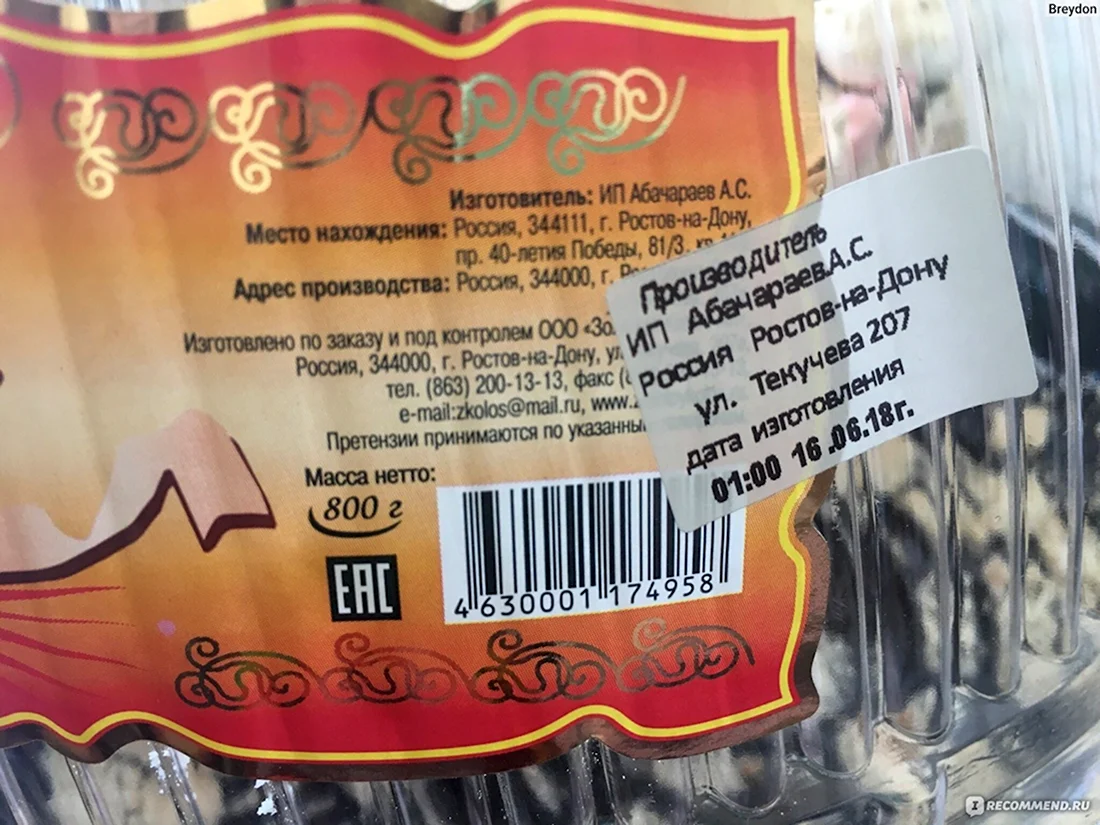 Breydon
Изготовитель: ИП Абачараев А.С.
Место нахождения: Россия, 344111, г. Ростов-на-Дону,
пр. 40-летия Победы, 81/3,
Адрес производства: Россия, 344000, г.
Изготовлено по заказу и под контролем ООО
Россия, 344000, г. Ростов-на-Дону,
тел. (863) 200-13-13, факс
e-mail:zkolos@mail.ru, www.
Претензии принимаются по
Масса нетто:
800 г
EAC
4 630001 174958
Производитель
ИП Абачараев А.С.
Россия Ростов-на-Дону
ул. Текучева 207
дата изготовления
01:00 16.06.18г.
IRECOMMEND.RU